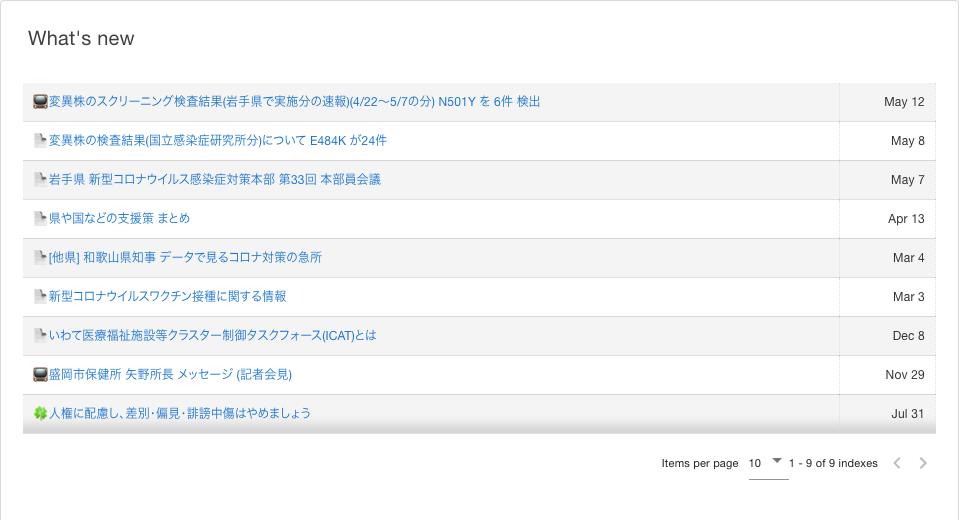 What's new
変異株のスクリーニング検査結果(岩手県で実施分の速報)(4/22〜5/7の分) N501Y を 6件 検出 May 12
変異株の検査結果(国立感染症研究所分)について E484K が24件 May 8
岩手県 新型コロナウイルス感染症対策本部 第33回 本部員会議 May 7
県や国などの支援策 まとめ Apr 13
[他県] 和歌山県知事 データで見るコロナ対策の急所 Mar 4
新型コロナウイルスワクチン接種に関する情報 Mar 3
いわて医療福祉施設等クラスター制御タスクフォース(ICAT)とは Dec 8
盛岡市保健所 矢野所長 メッセージ (記者会見) Nov 29
人権に配慮し、差別・偏見・誹謗中傷はやめましょう Jul 31
Items per page 10 1 - 9 of 9 indexes